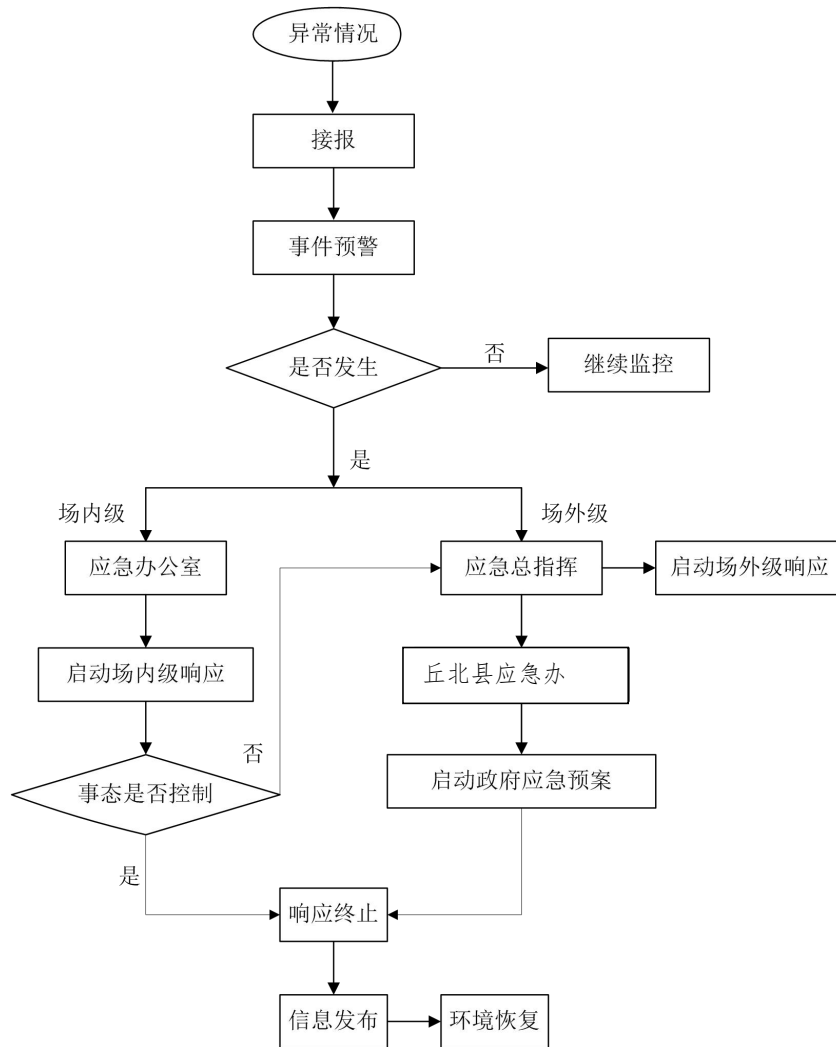 异常情况
接报
事件预警
是否发生
否
继续监控
是
场内级
场外级
应急办公室
应急总指挥
启动场外级响应
启动场内级响应
丘北县应急办
否
事态是否控制
启动政府应急预案
是
响应终止
信息发布
环境恢复